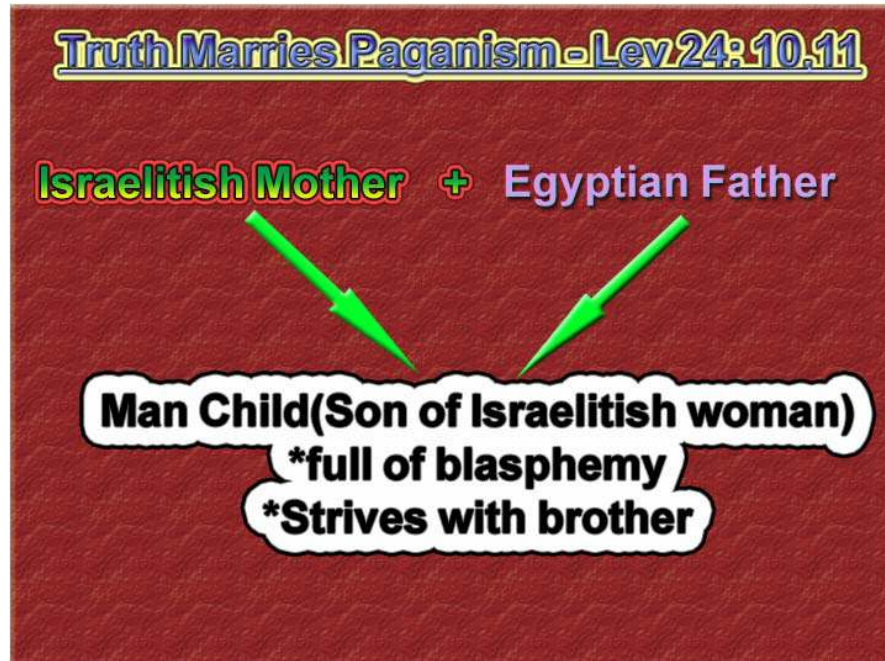 Truth Marries Paganism - Lev 24: 10,11
Israelitish Mother + Egyptian Father
Man Child(Son of Israelitish woman)
*full of blasphemy
*Strives with brother